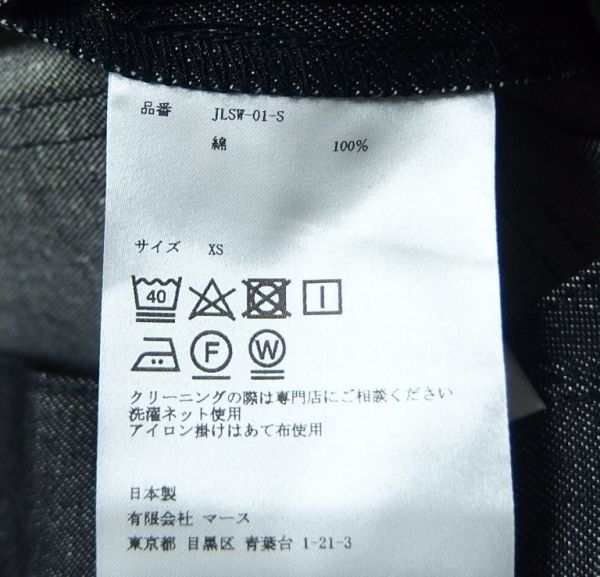 品番 JLSW-01-S
綿 100%
サイズ XS
40
F W
クリーニングの際は専門店にご相談ください
洗濯ネット使用
アイロン掛けはあて布使用
日本製
有限会社 マース
東京都 目黒区 青葉台 1-21-3